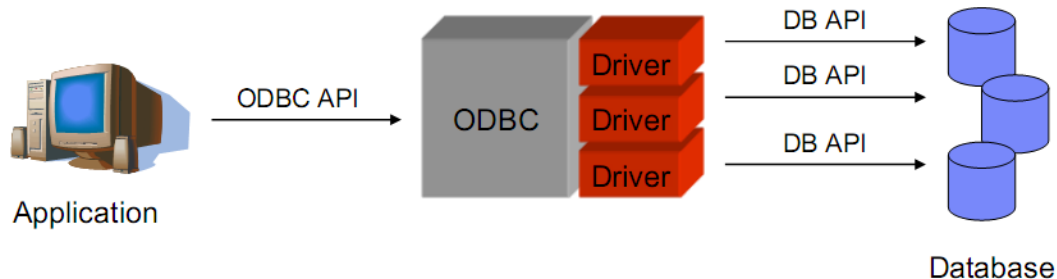 Application
ODBC API
ODBC
Driver
Driver
Driver
DB API
DB API
DB API
Database